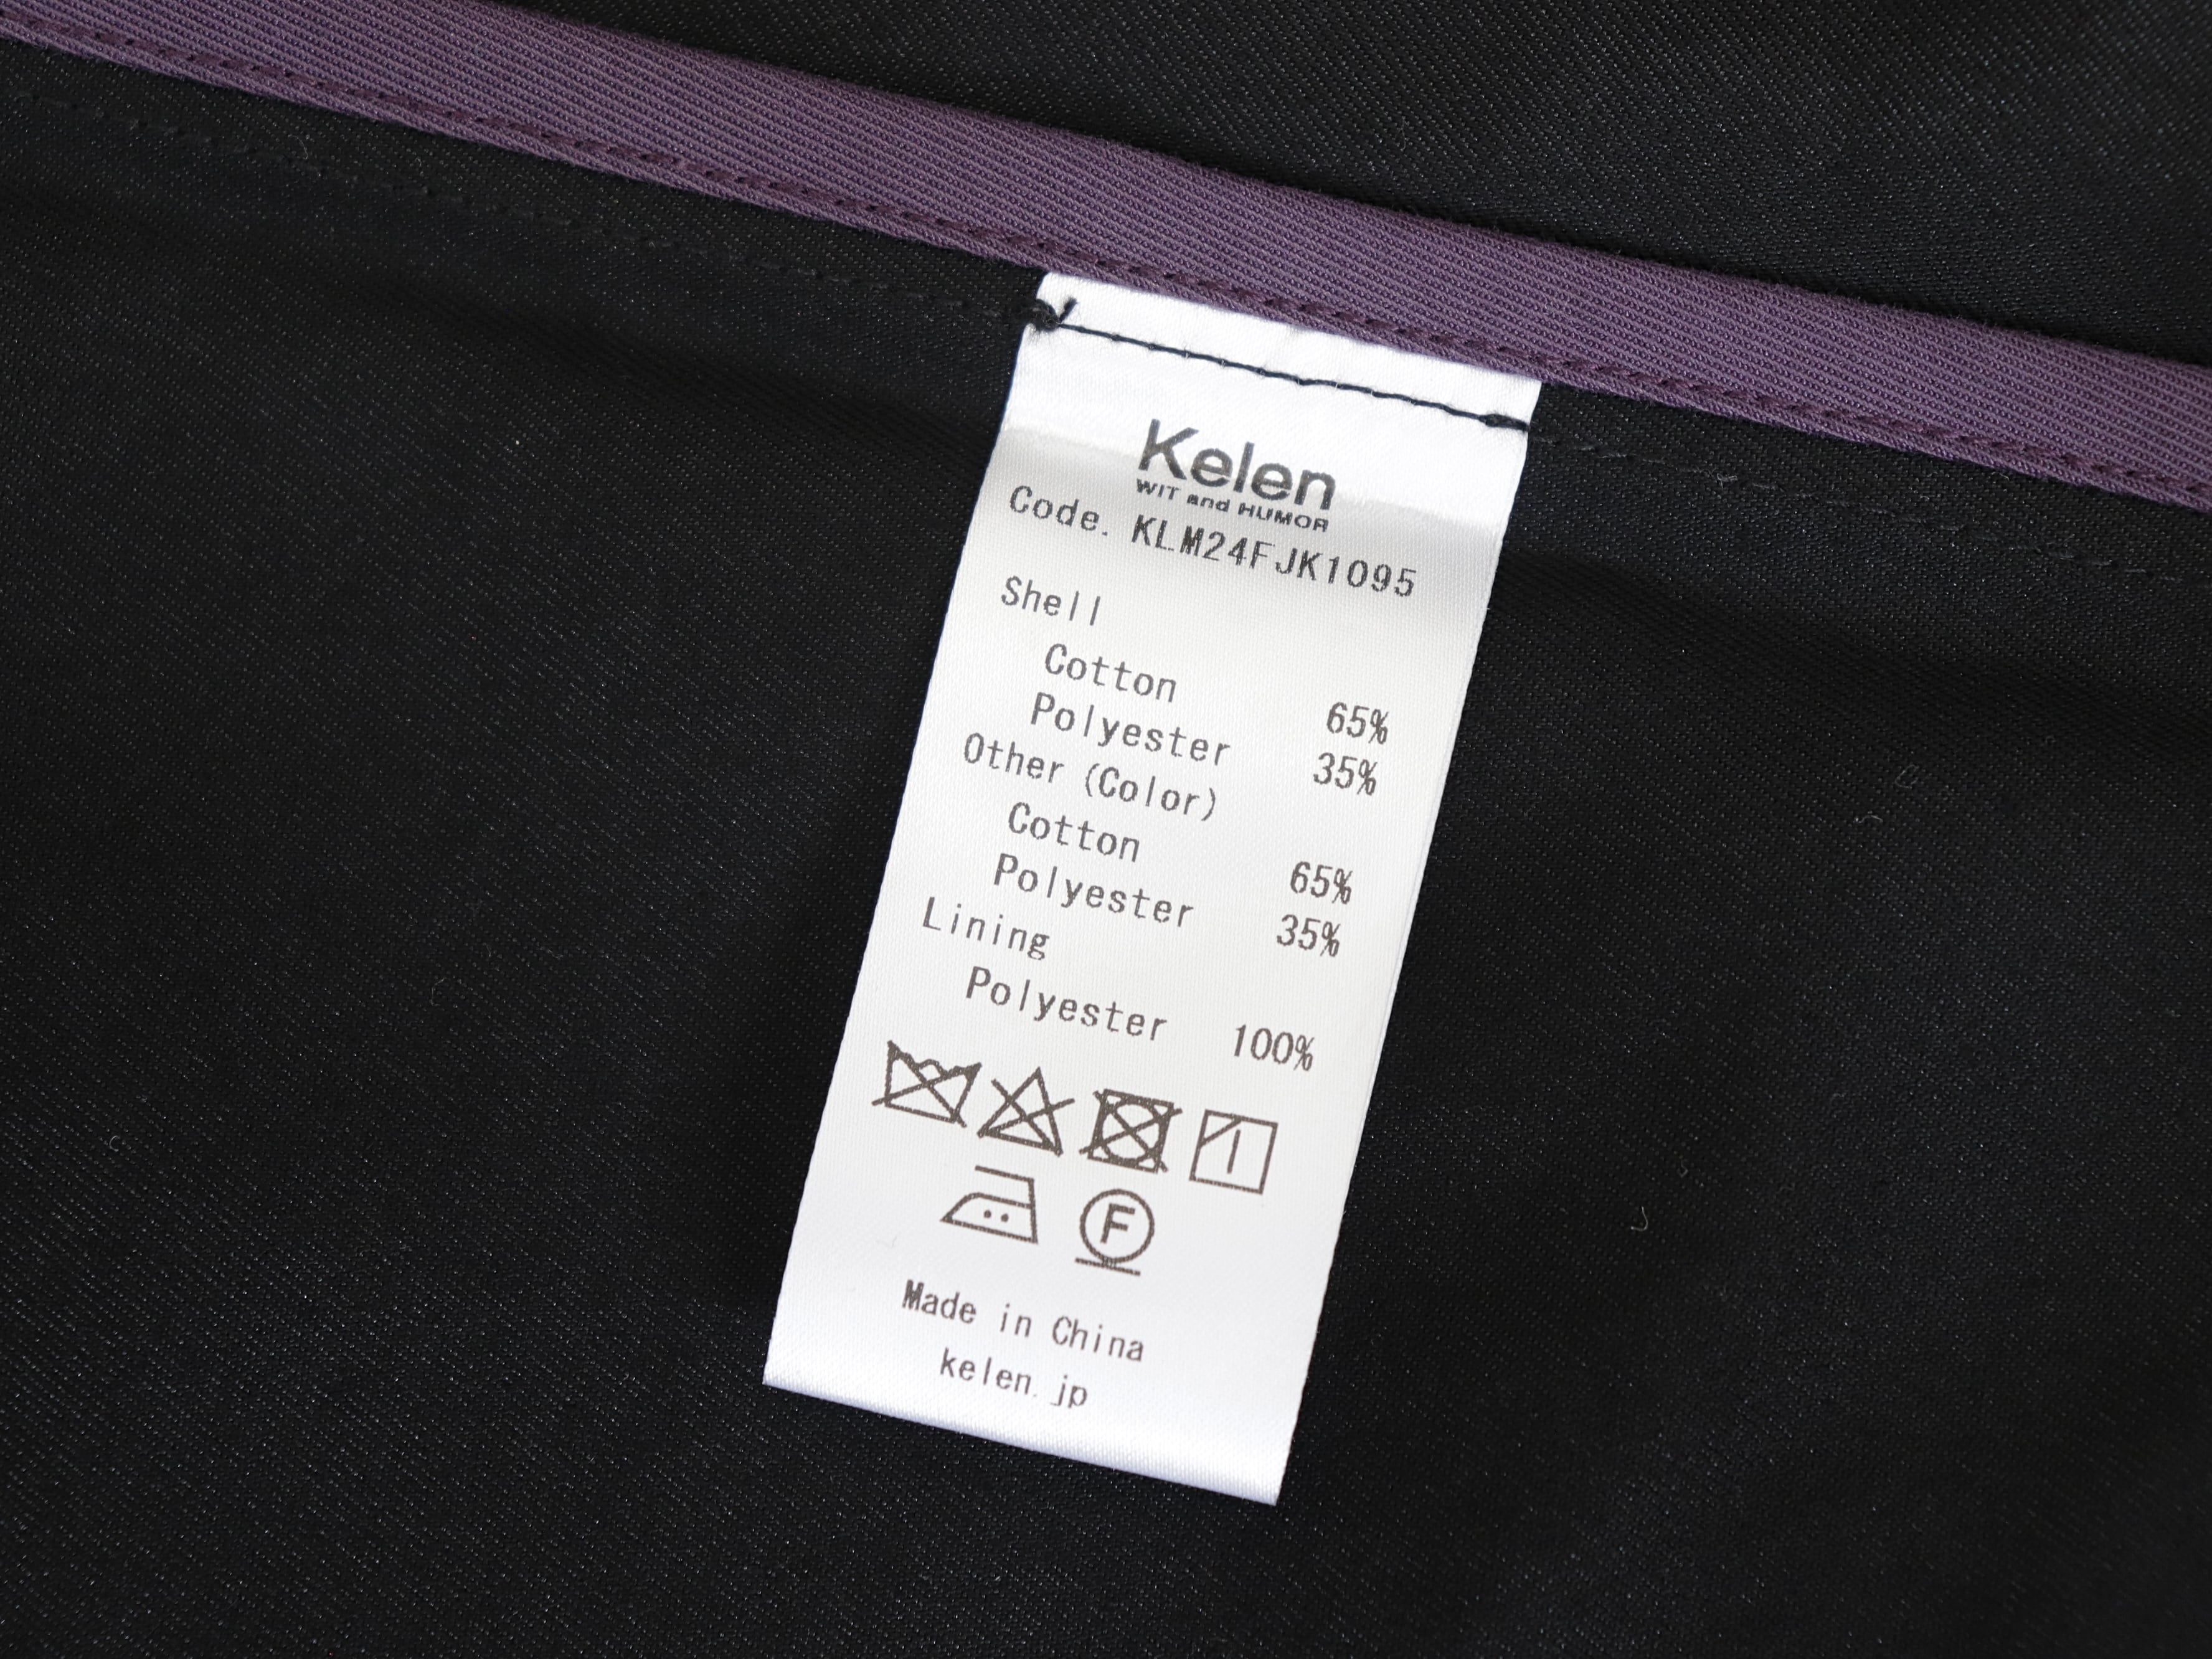 Kelen
WIT and HUMOR
Code. KLM24FJK1095
Shell
Cotton 65%
Polyester 35%
Other (Color)
Cotton 65%
Polyester 35%
Lining
Polyester 100%
F
Made in China
kelen.jp